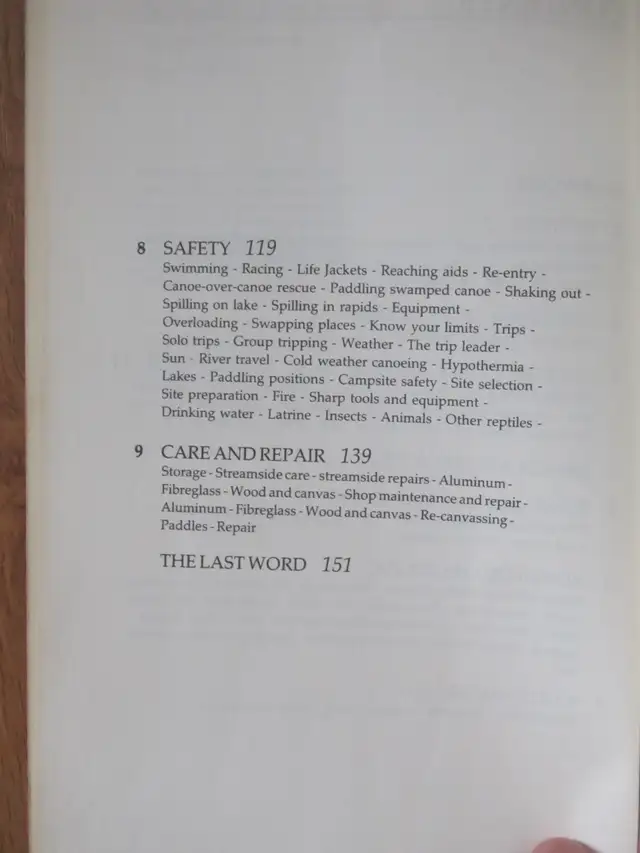 8 SAFETY 119
Swimming - Racing - Life Jackets - Reaching aids - Re-entry -
Canoe-over-canoe rescue - Paddling swamped canoe - Shaking out -
Spilling on lake - Spilling in rapids - Equipment -
Overloading - Swapping places - Know your limits - Trips -
Solo trips - Group tripping - Weather - The trip leader -
Sun - River travel - Cold weather canoeing - Hypothermia -
Lakes - Paddling positions - Campsite safety - Site selection -
Site preparation - Fire - Sharp tools and equipment -
Drinking water - Latrine - Insects - Animals - Other reptiles -
9 CARE AND REPAIR 139
Storage - Streamside care - streamside repairs - Aluminum -
Fibreglass - Wood and canvas - Shop maintenance and repair -
Aluminum - Fibreglass - Wood and canvas - Re-canvassing -
Paddles - Repair
THE LAST WORD 151